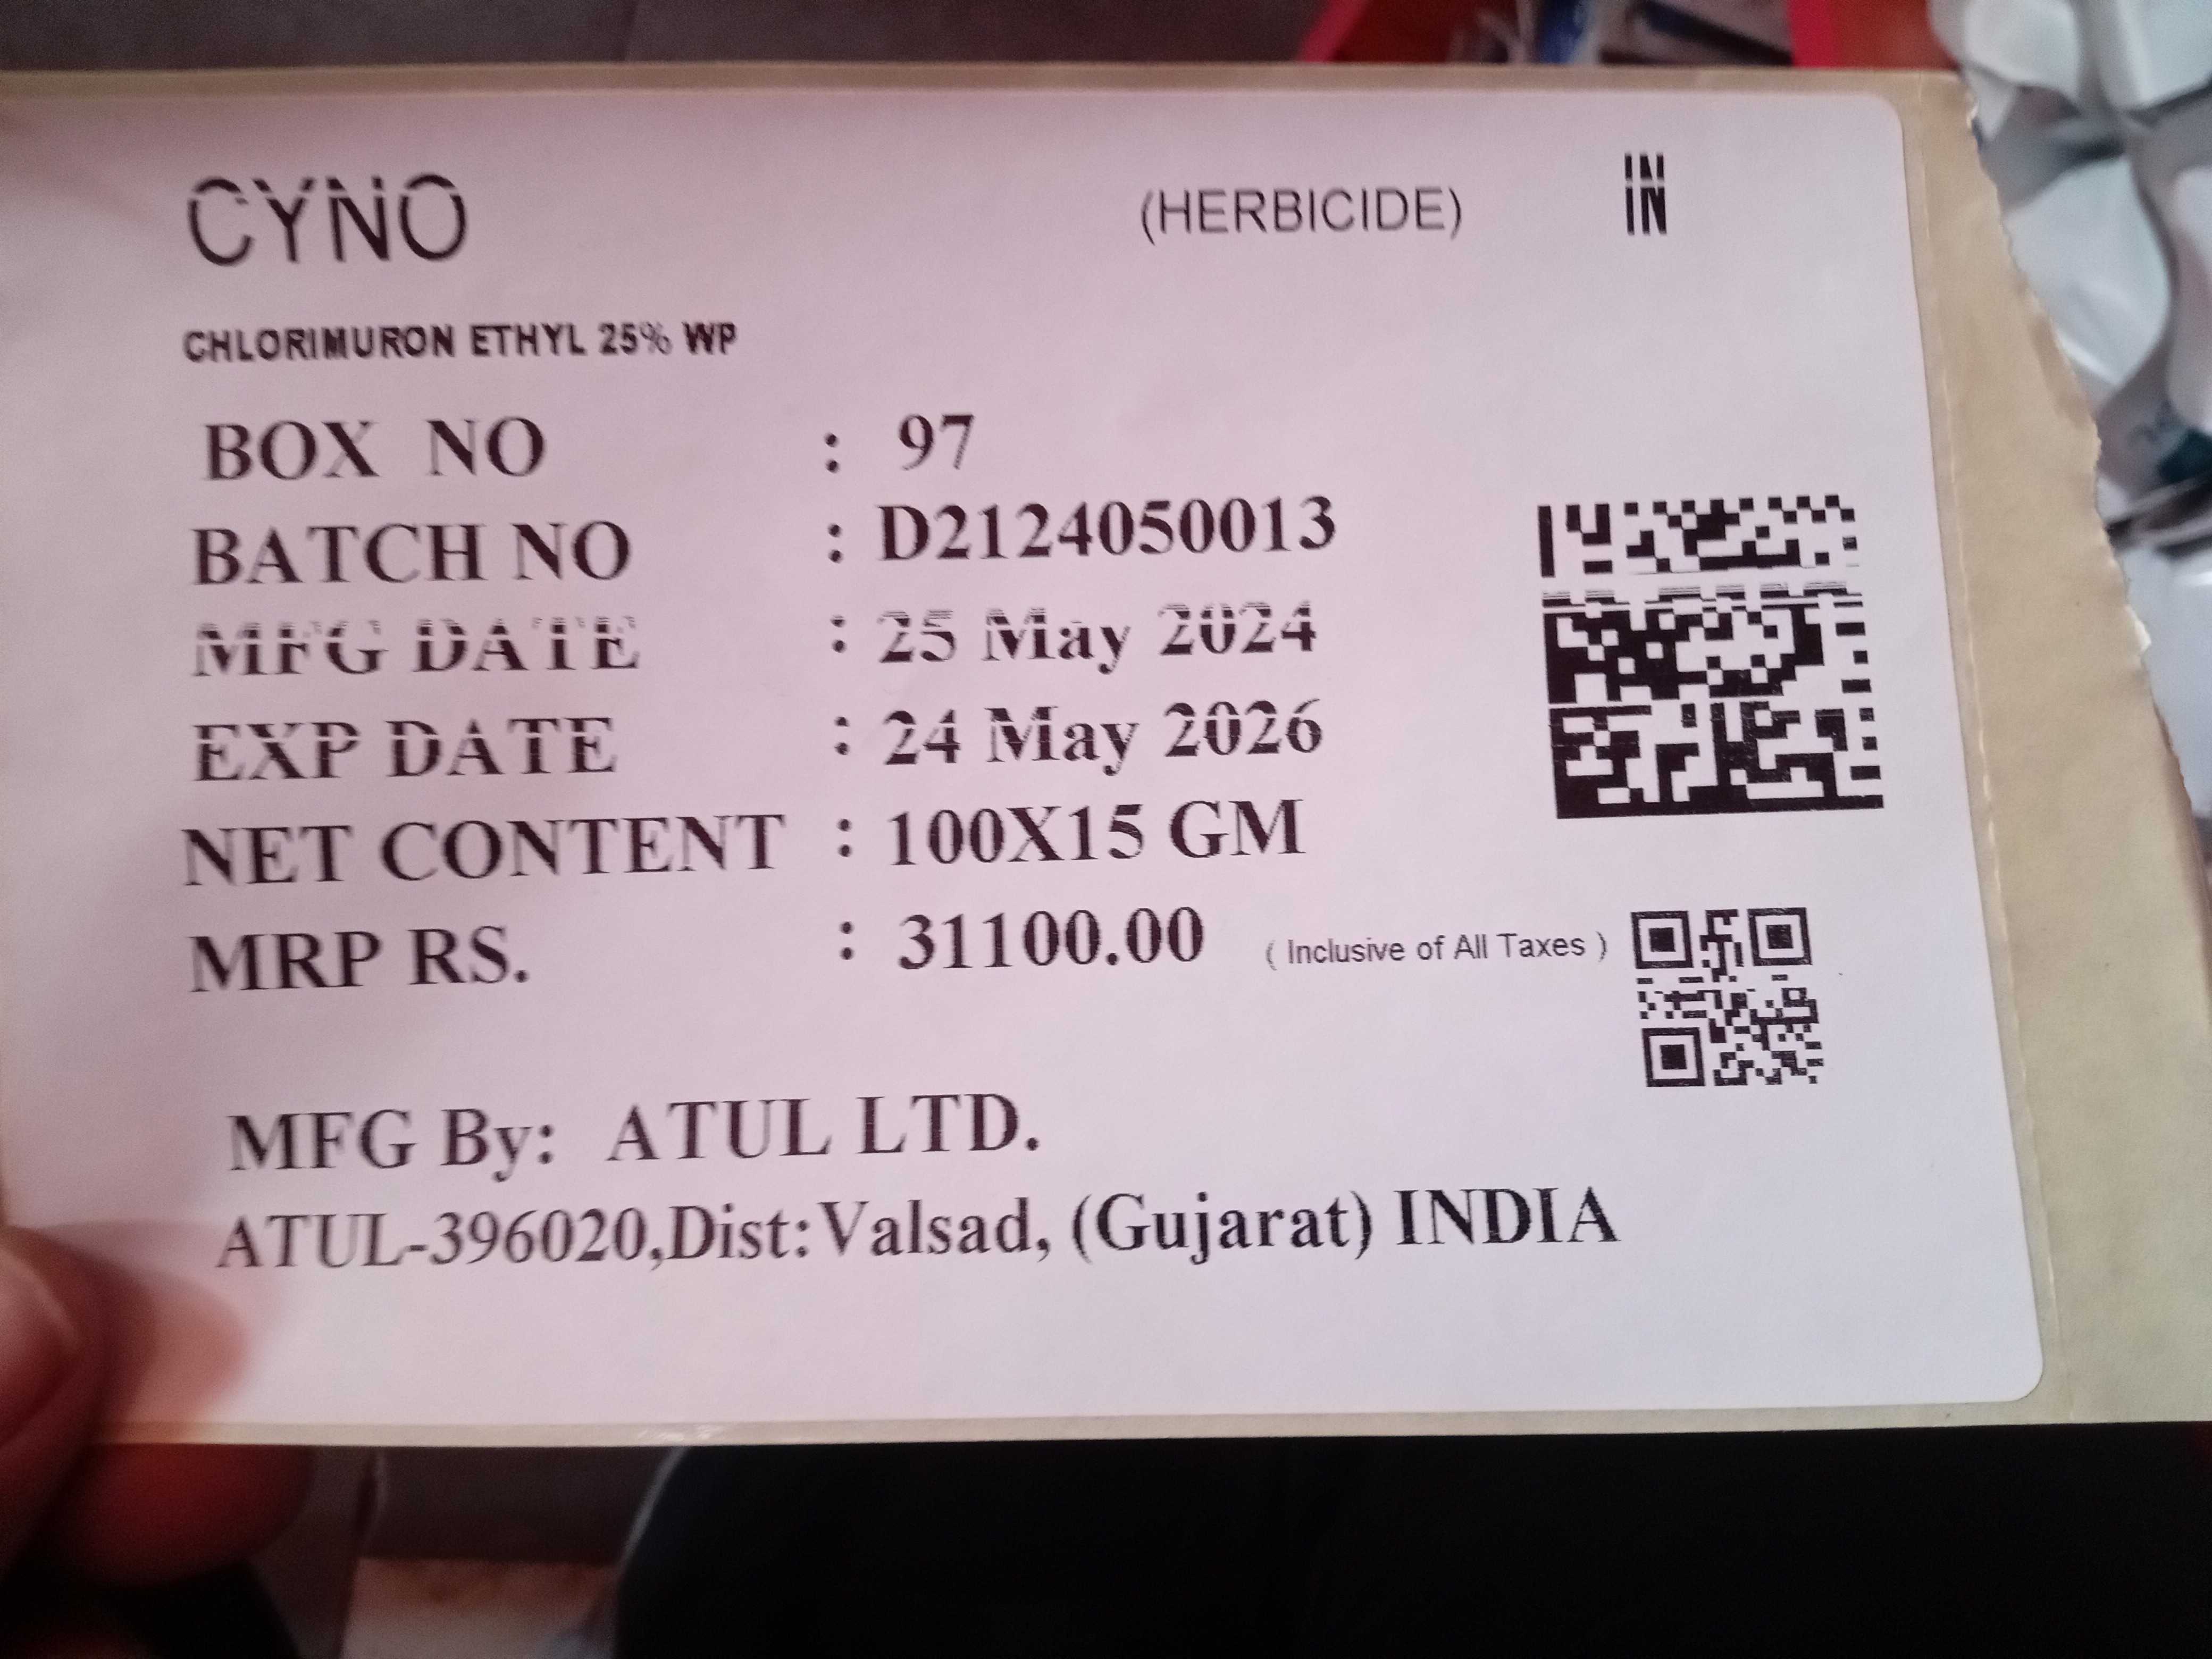 CYNO (HERBICIDE) IN
CHLORIMURON ETHYL 25% WP
BOX NO : 97
BATCH NO : D2124050013
MFG DATE : 25 May 2024
EXP DATE : 24 May 2026
NET CONTENT : 100X15 GM
MRP RS. : 31100.00 ( Inclusive of All Taxes )
MFG By: ATUL LTD.
ATUL-396020,Dist:Valsad, (Gujarat) INDIA